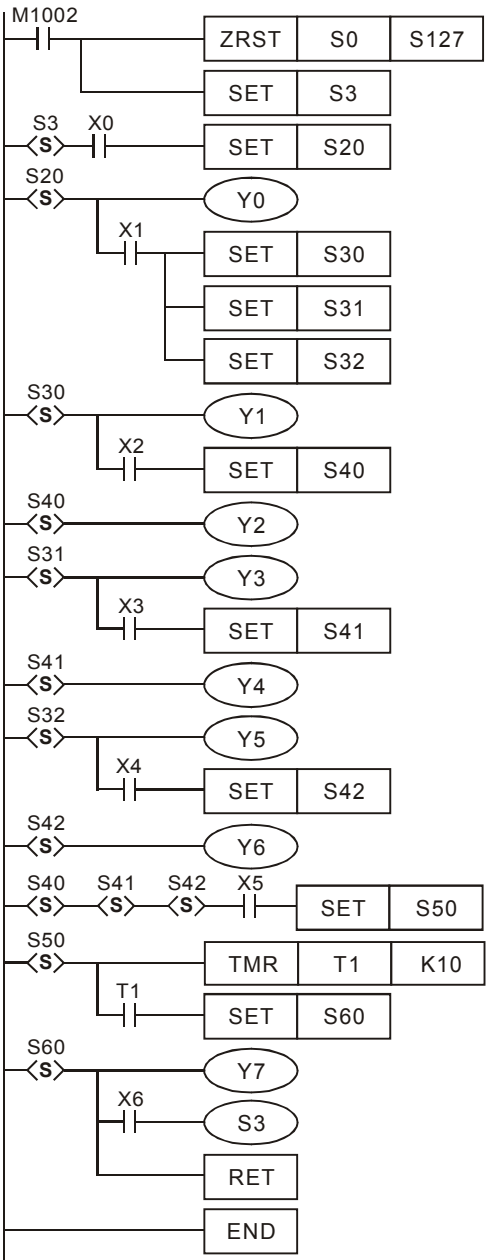 M1002
ZRST S0 S127
SET S3
S3 X0
S SET S20
S20
S Y0
X1
SET S30
SET S31
SET S32
S30
S Y1
X2
SET S40
S40
S Y2
S31
S Y3
X3
SET S41
S41
S Y4
S32
S Y5
X4
SET S42
S42
S Y6
S40 S41 S42 X5
S S S SET S50
S50
S TMR T1 K10
T1
SET S60
S60
S Y7
X6
S3
RET
END